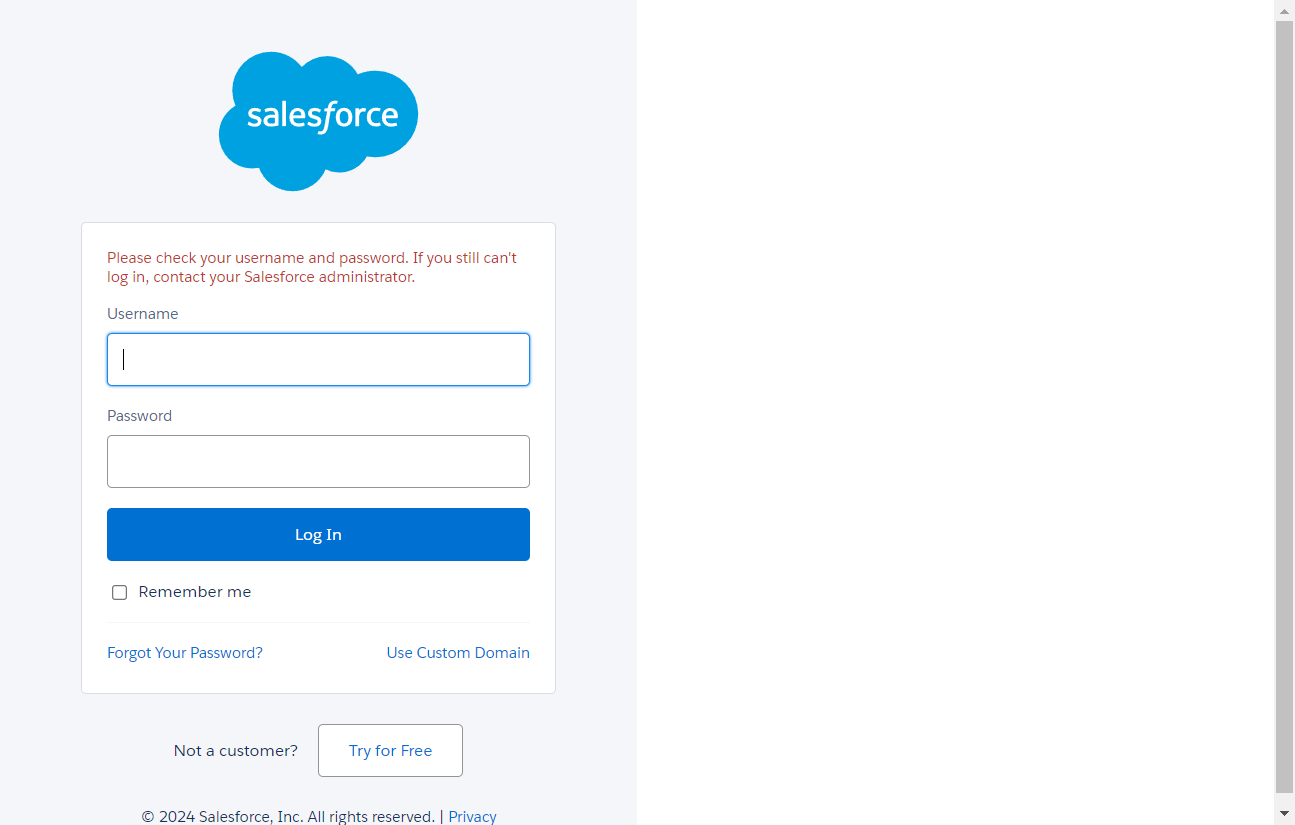 salesforce
Please check your username and password. If you still can't
log in, contact your Salesforce administrator.
Username
Password
Log In
Remember me
Forgot Your Password?
Use Custom Domain
Not a customer?
Try for Free
© 2024 Salesforce, Inc. All rights reserved. | Privacy